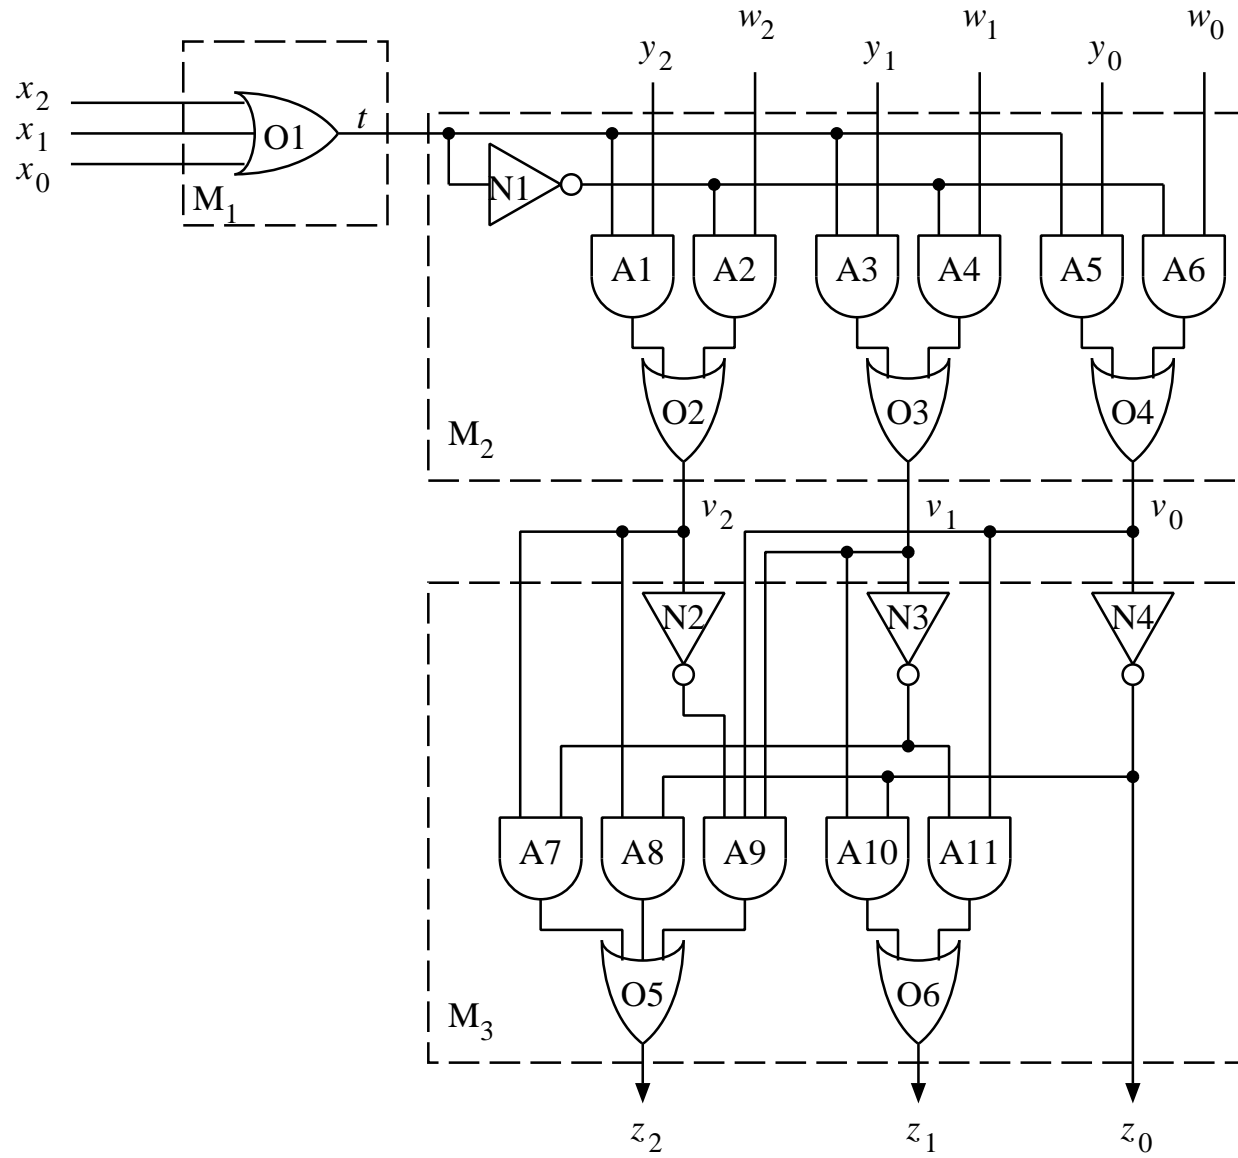 w2 w1 w0
y2 y1 y0
x2
x1 O1 t
x0
M1 N1
A1 A2 A3 A4 A5 A6
O2 O3 O4
M2
v2 v1 v0
N2 N3 N4
A7 A8 A9 A10 A11
O5 O6
M3
z2 z1 z0